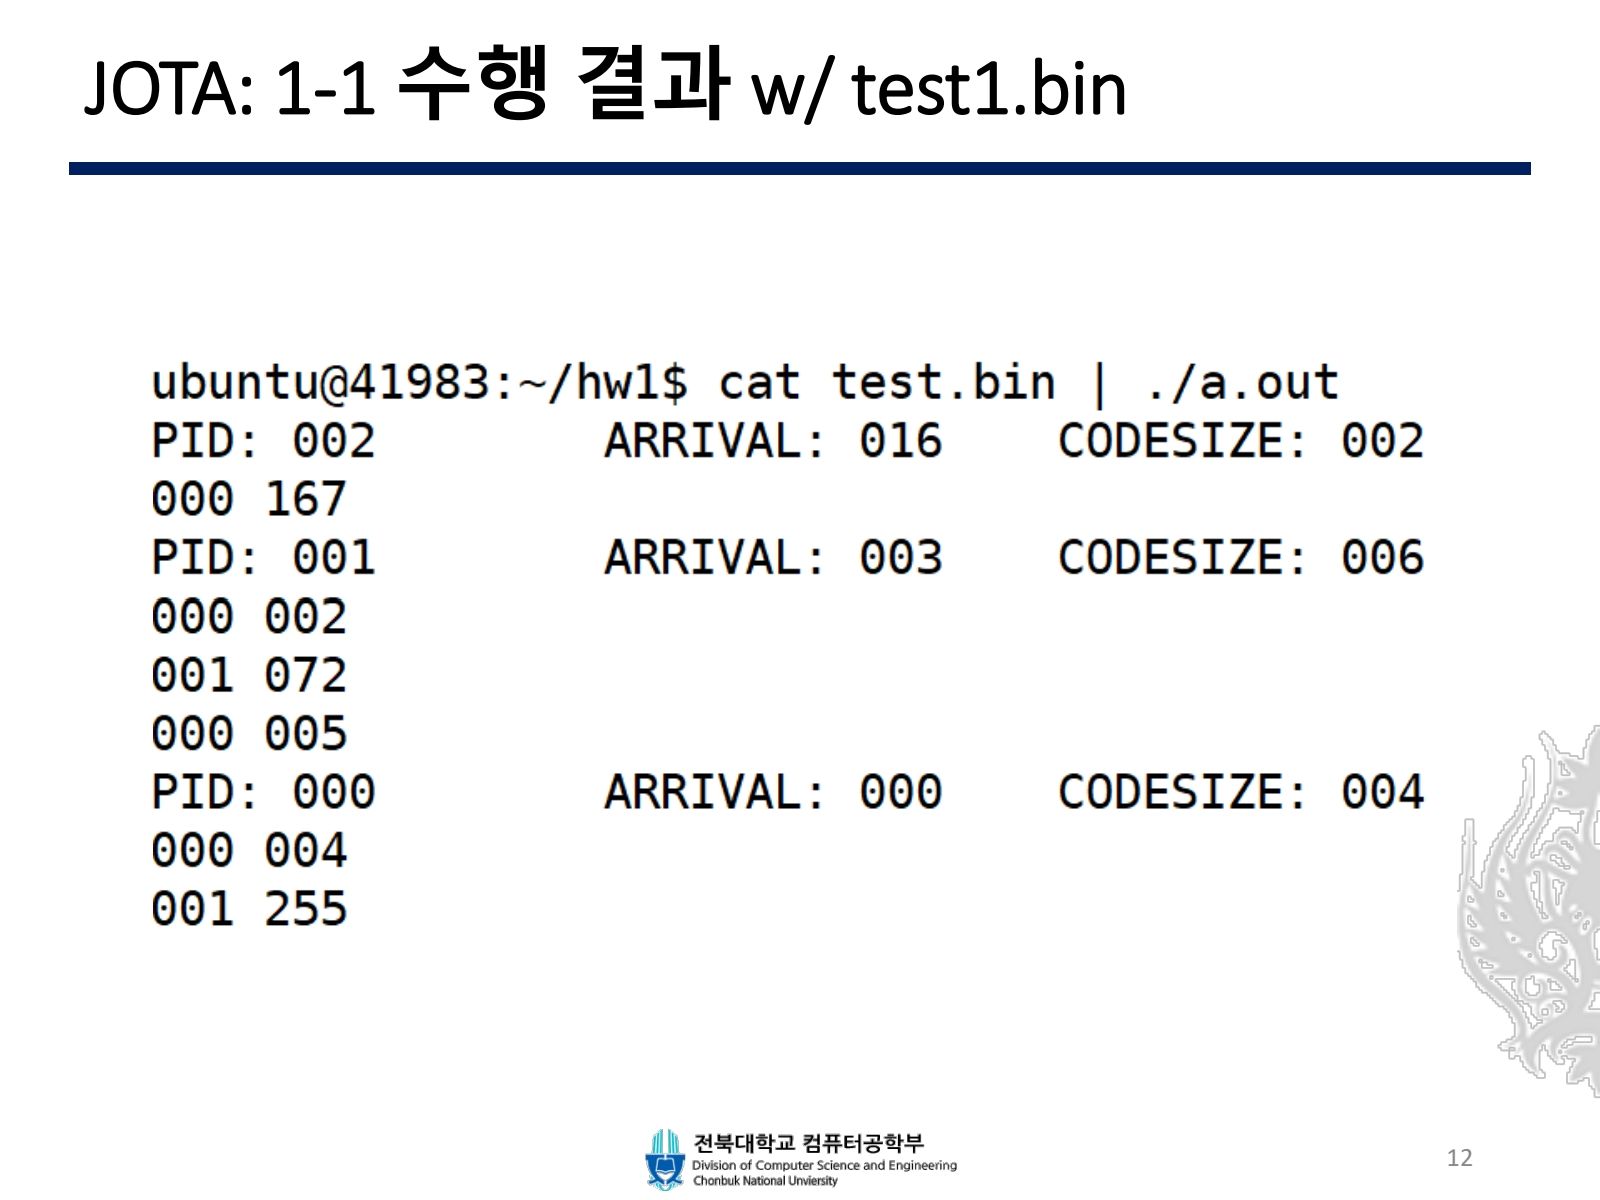 JOTA: 1-1 수행 결과 w/ test1.bin
ubuntu@41983:~/hw1$ cat test.bin | ./a.out
PID: 002 ARRIVAL: 016 CODESIZE: 002
000 167
PID: 001 ARRIVAL: 003 CODESIZE: 006
000 002
001 072
000 005
PID: 000 ARRIVAL: 000 CODESIZE: 004
000 004
001 255
전북대학교 컴퓨터공학부
Division of Computer Science and Engineering
Chonbuk National Unviersity
12